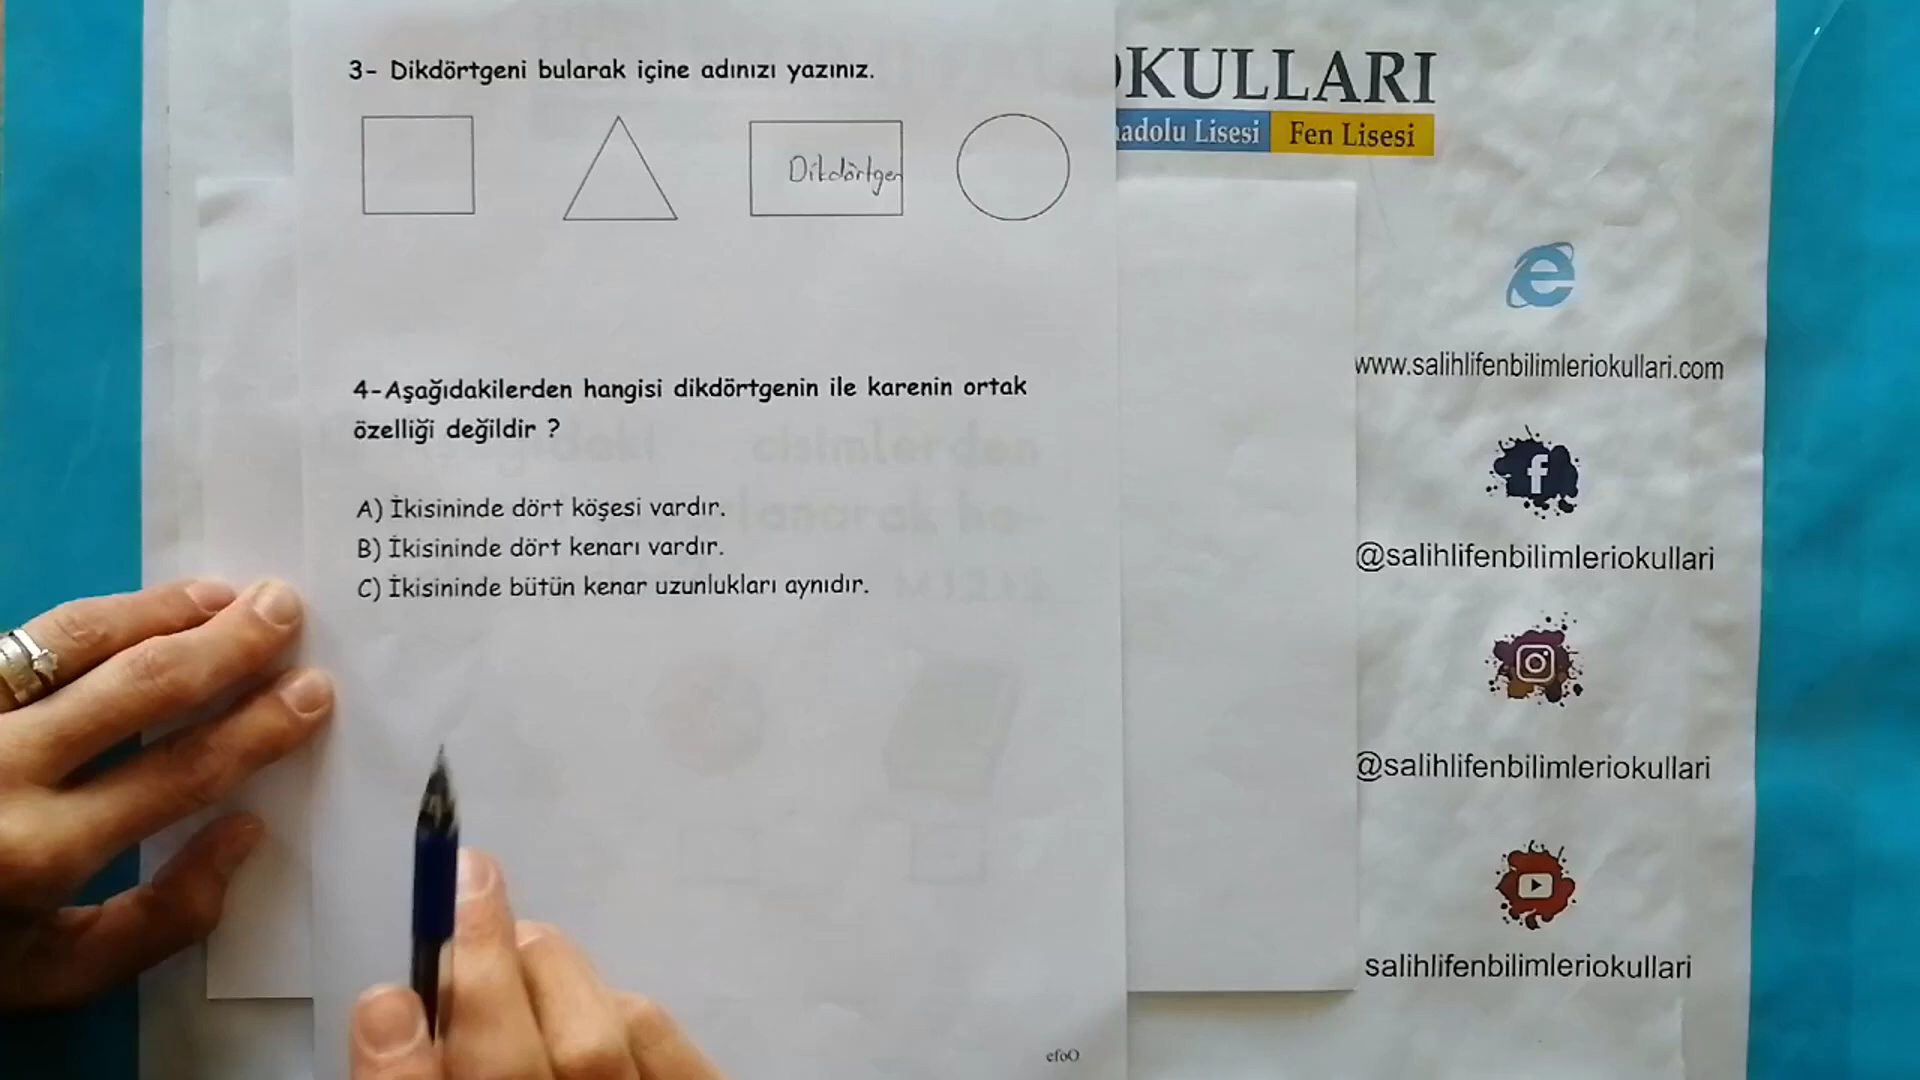 3- Dikdörtgeni bularak içine adınızı yazınız.
Dikdörtgen
4-Aşağıdakilerden hangisi dikdörtgenin ile karenin ortak
özelliği değildir ?
A) İkisininde dört köşesi vardır.
B) İkisininde dört kenarı vardır.
C) İkisininde bütün kenar uzunlukları aynıdır.
efoO
OKULLARI
nadolu Lisesi Fen Lisesi
www.salihlifenbilimleriokullari.com
@salihlifenbilimleriokullari
@salihlifenbilimleriokullari
salihlifenbilimleriokullari